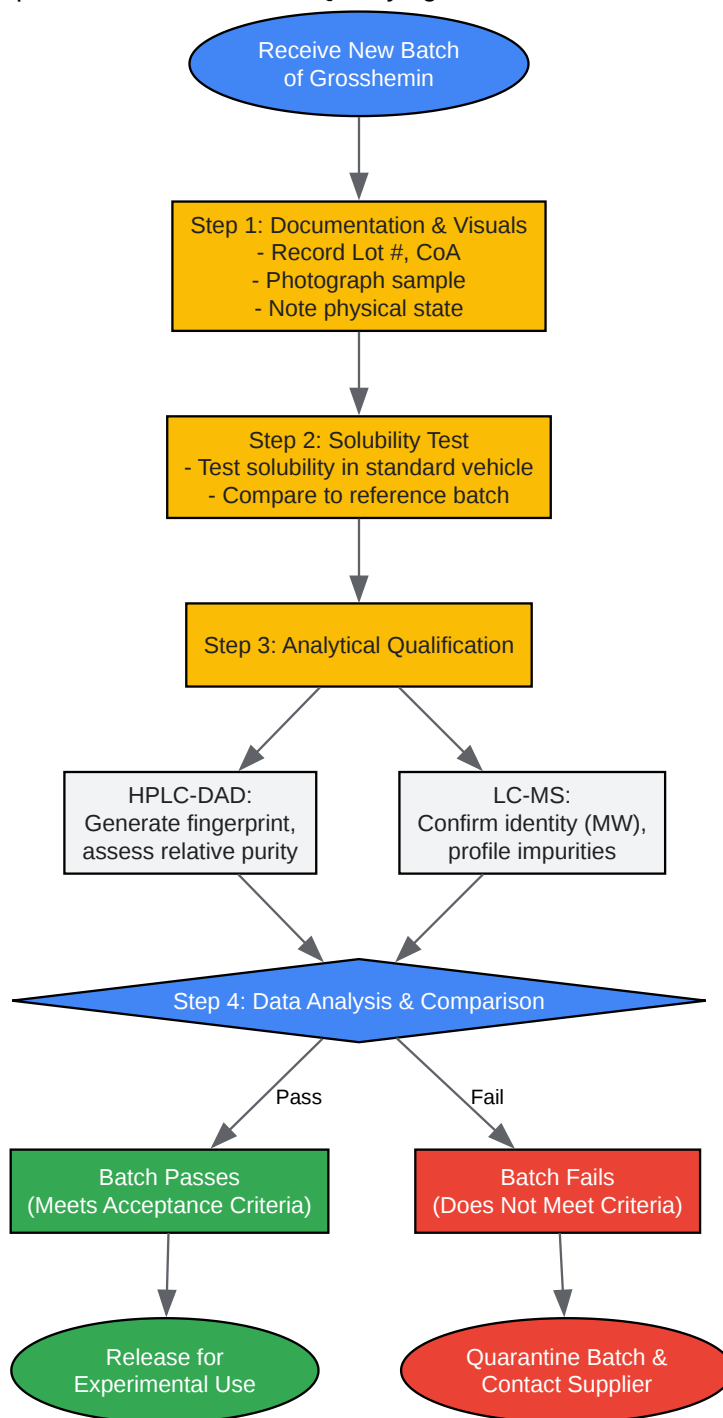 Receive New Batch
of Grosshemin
Step 1: Documentation & Visuals
- Record Lot #, CoA
- Photograph sample
- Note physical state
Step 2: Solubility Test
- Test solubility in standard vehicle
- Compare to reference batch
Step 3: Analytical Qualification
HPLC-DAD:
Generate fingerprint,
assess relative purity
LC-MS:
Confirm identity (MW),
profile impurities
Step 4: Data Analysis & Comparison
Pass
Fail
Batch Passes
(Meets Acceptance Criteria)
Batch Fails
(Does Not Meet Criteria)
Release for
Experimental Use
Quarantine Batch &
Contact Supplier